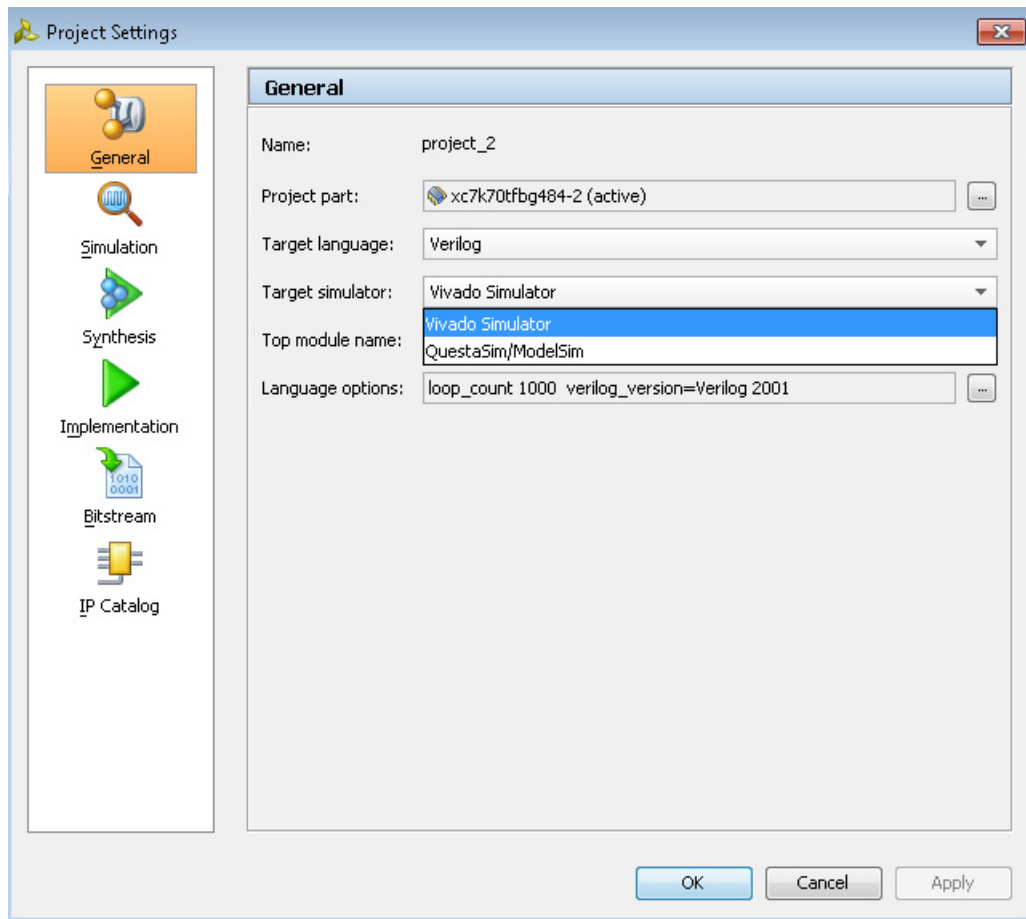 Project Settings
General
Simulation
Synthesis
Implementation
1010
0001
Bitstream
IP Catalog
General
Name: project_2
Project part: xc7k70tfbg484-2 (active) ...
Target language: Verilog
Target simulator: Vivado Simulator
Vivado Simulator
QuestaSim/ModelSim
Top module name:
Language options: loop_count 1000 verilog_version=Verilog 2001 ...
OK Cancel Apply